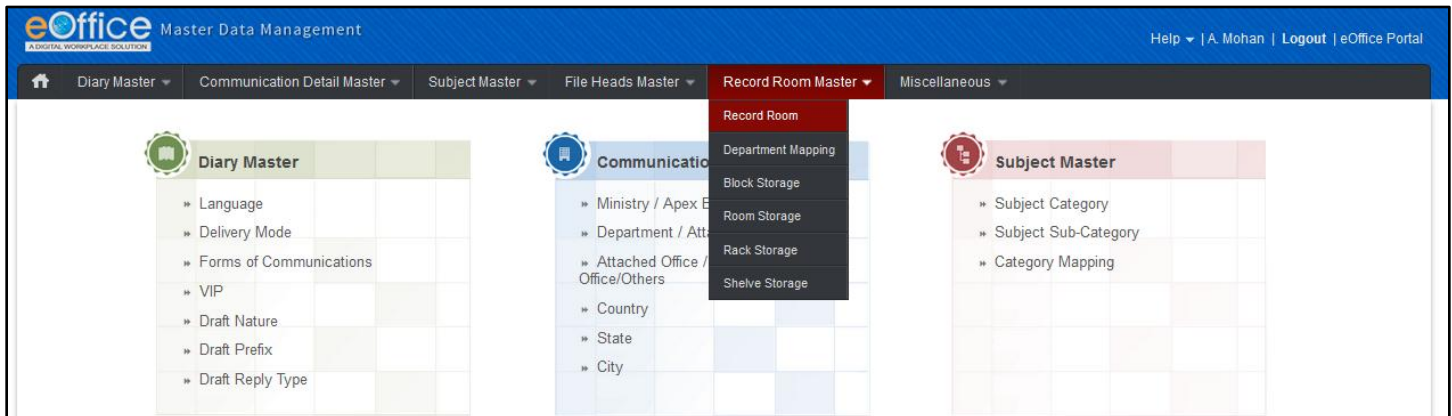 eOffice Master Data Management
A DIGITAL WORKPLACE SOLUTION
Help | A. Mohan | Logout | eOffice Portal
Diary Master Communication Detail Master Subject Master File Heads Master Record Room Master Miscellaneous
Record Room
Department Mapping
Block Storage
Room Storage
Rack Storage
Shelve Storage
Diary Master
» Language
» Delivery Mode
» Forms of Communications
» VIP
» Draft Nature
» Draft Prefix
» Draft Reply Type
Communicatio
» Ministry / Apex
» Department /
» Attached Office /
Office/Others
» Country
» State
» City
Subject Master
» Subject Category
» Subject Sub-Category
» Category Mapping